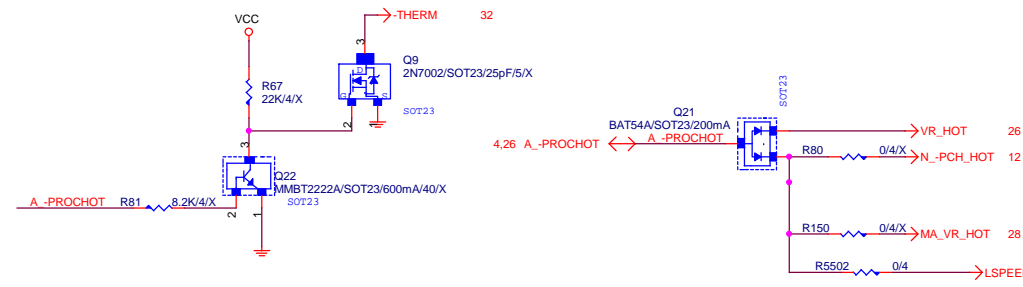 -THERM 32
VCC
3
Q9
2N7002/SOT23/25pF/5/X
D
G
S
SOT23
R67
22K/4/X
2
1
3
Q22
MMBT2222A/SOT23/600mA/40/X
SOT23
A_-PROCHOT R81 8.2K/4/X
2
1
SOT23
Q21
BAT54A/SOT23/200mA
4,26 A_-PROCHOT A_-PROCHOT
VR_HOT 26
R80 0/4/X N_-PCH_HOT 12
R150 0/4/X MA_VR_HOT 28
R5502 0/4 LSPEE